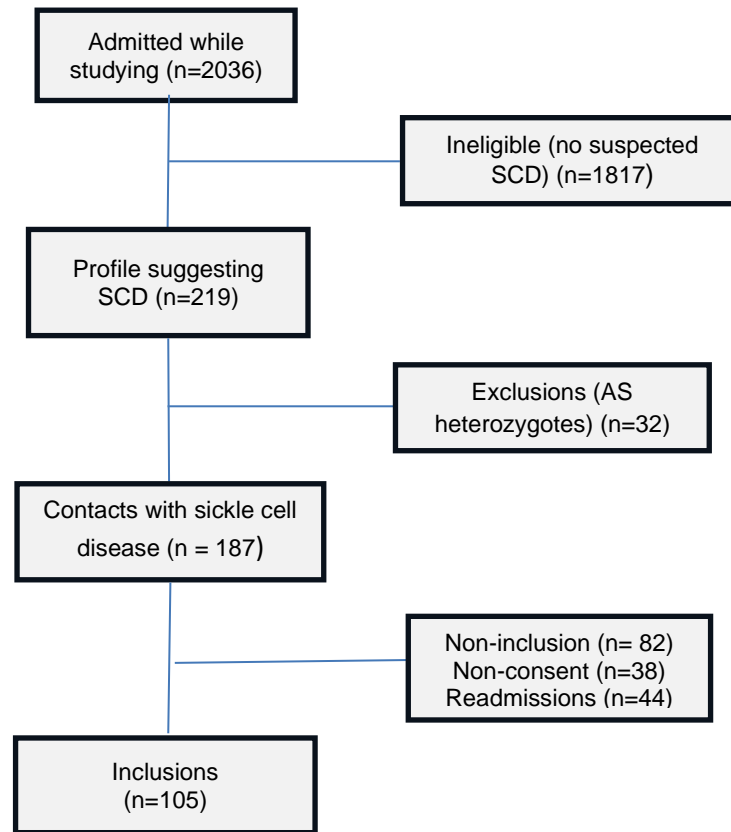 Admitted while
studying (n=2036)
Ineligible (no suspected
SCD) (n=1817)
Profile suggesting
SCD (n=219)
Exclusions (AS
heterozygotes) (n=32)
Contacts with sickle cell
disease (n = 187)
Non-inclusion (n= 82)
Non-consent (n=38)
Readmissions (n=44)
Inclusions
(n=105)